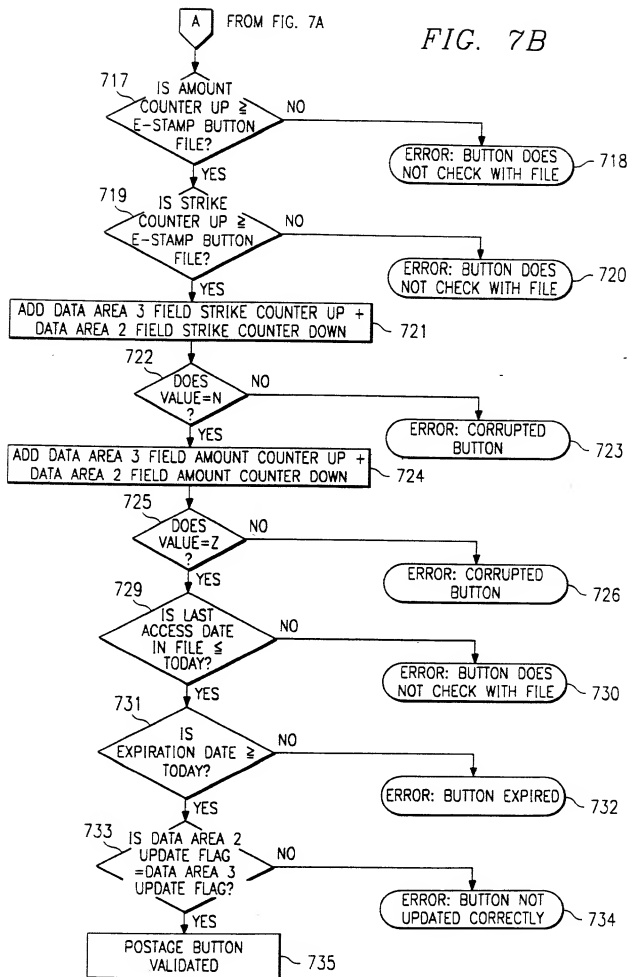 A FROM FIG. 7A
FIG. 7B
717
IS AMOUNT
COUNTER UP ≧
E-STAMP BUTTON
FILE?
NO
YES
ERROR: BUTTON DOES
NOT CHECK WITH FILE
718
719
IS STRIKE
COUNTER UP ≧
E-STAMP BUTTON
FILE?
NO
YES
ERROR: BUTTON DOES
NOT CHECK WITH FILE
720
ADD DATA AREA 3 FIELD STRIKE COUNTER UP +
DATA AREA 2 FIELD STRIKE COUNTER DOWN
721
722
DOES
VALUE=N
?
NO
YES
ERROR: CORRUPTED
BUTTON
723
ADD DATA AREA 3 FIELD AMOUNT COUNTER UP +
DATA AREA 2 FIELD AMOUNT COUNTER DOWN
724
725
DOES
VALUE=Z
?
NO
YES
ERROR: CORRUPTED
BUTTON
726
729
IS LAST
ACCESS DATE
IN FILE ≦
TODAY?
NO
YES
ERROR: BUTTON DOES
NOT CHECK WITH FILE
730
731
IS
EXPIRATION DATE ≧
TODAY?
NO
YES
ERROR: BUTTON EXPIRED
732
733
IS DATA AREA 2
UPDATE FLAG
=DATA AREA 3
UPDATE FLAG?
NO
YES
ERROR: BUTTON NOT
UPDATED CORRECTLY
734
POSTAGE BUTTON
VALIDATED
735